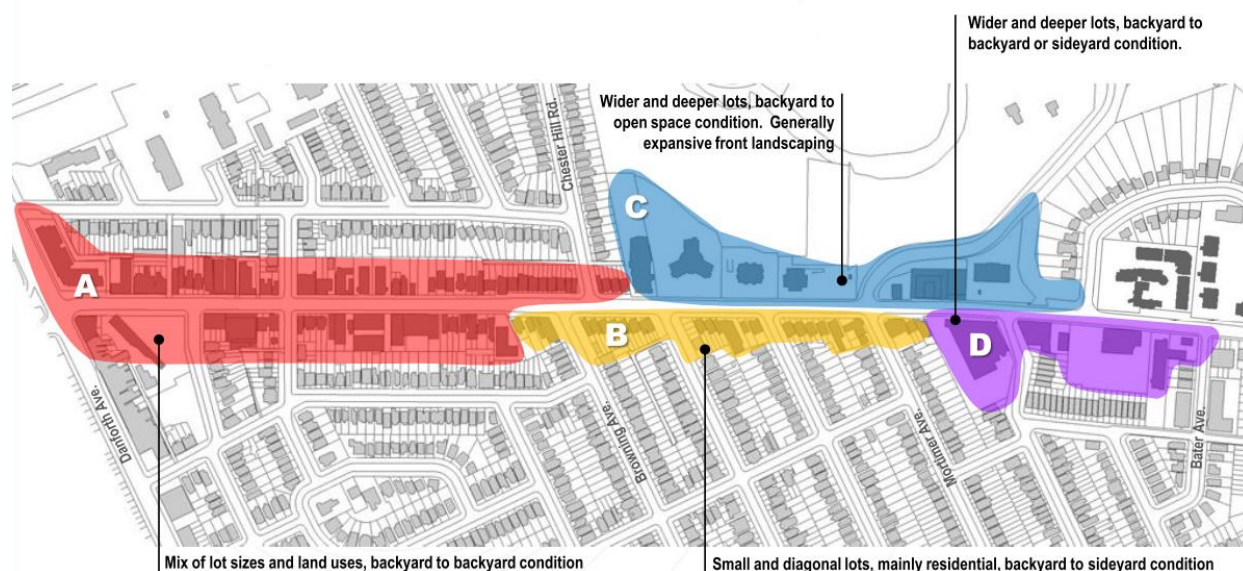 Wider and deeper lots, backyard to
backyard or sideyard condition.
Wider and deeper lots, backyard to
open space condition. Generally
expansive front landscaping
Chester Hill Rd.
C
A
B
D
Danforth Ave.
Browning Ave.
Mortimer Ave.
Bater Ave.
Mix of lot sizes and land uses, backyard to backyard condition
Small and diagonal lots, mainly residential, backyard to sideyard condition